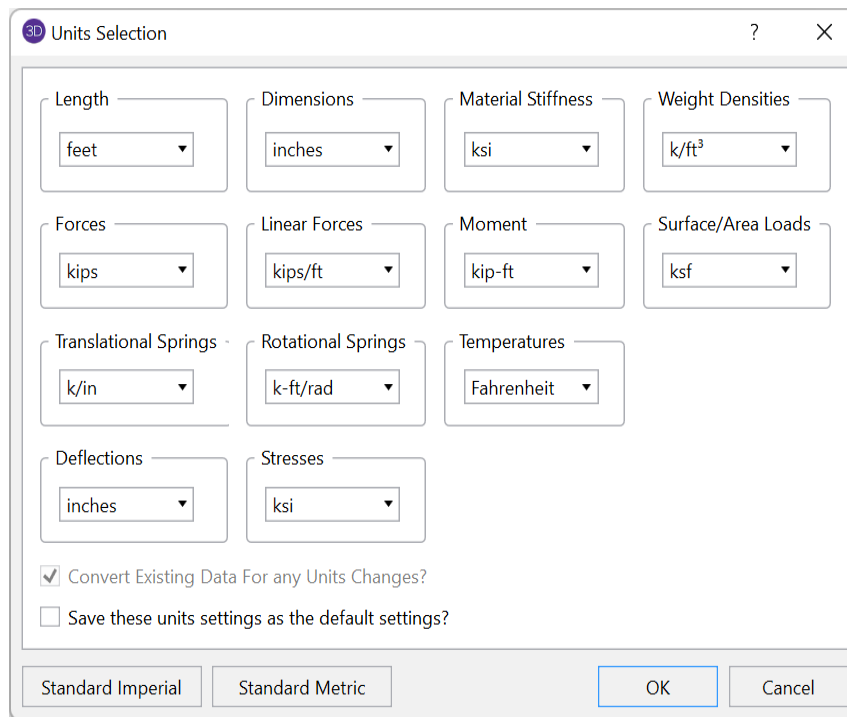 3D Units Selection ? 
Length Dimensions Material Stiffness Weight Densities
feet inches ksi k/ft³
Forces Linear Forces Moment Surface/Area Loads
kips kips/ft kip-ft ksf
Translational Springs Rotational Springs Temperatures
k/in k-ft/rad Fahrenheit
Deflections Stresses
inches ksi
Convert Existing Data For any Units Changes?
Save these units settings as the default settings?
Standard Imperial Standard Metric OK Cancel